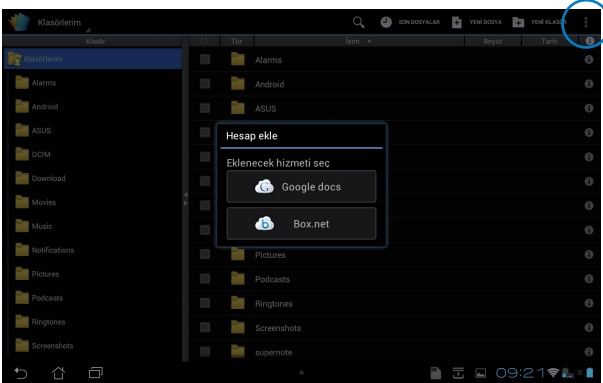 Klasörlerim
SON DOSYALAR
YENİ DOSYA
YENİ KLASÖR
Klasör
Tür
İsim
Boyut
Tarih
Klasörlerim
Alarms
Android
ASUS
DCIM
Download
Movies
Music
Notifications
Pictures
Podcasts
Ringtones
Screenshots
Alarms
Android
ASUS
Hesap ekle
Eklenecek hizmeti seç
Google docs
Box.net
Pictures
Podcasts
Ringtones
Screenshots
supernote
09:21